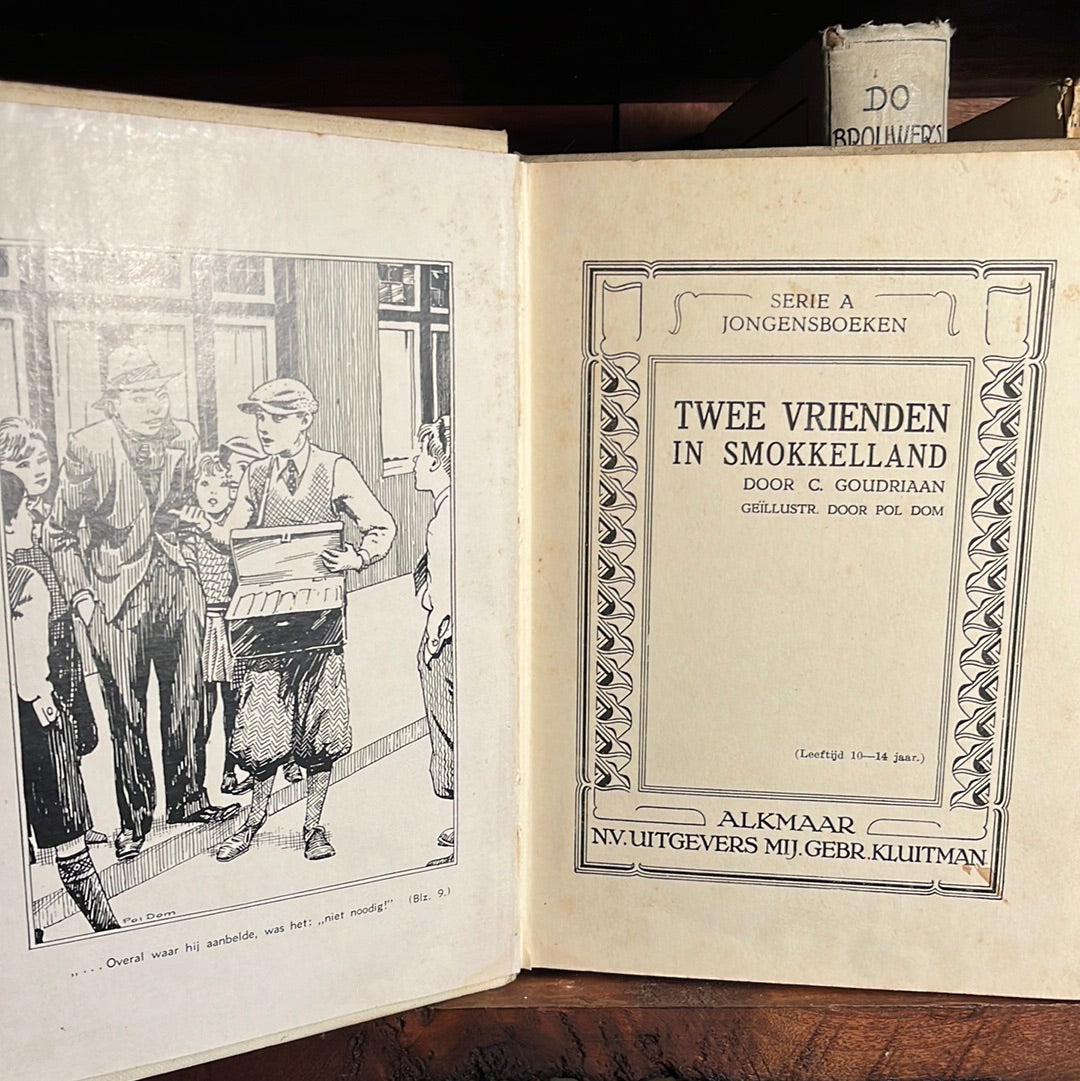 DO
BROUWER'S
Pol Dom
„...Overal waar hij aanbelde, was het: „niet noodig!" (Blz. 9.)
SERIE A
JONGENSBOEKEN
TWEE VRIENDEN
IN SMOKKELLAND
DOOR C. GOUDRIAAN
GEÏLLUSTR. DOOR POL DOM
(Leeftijd 10—14 jaar.)
ALKMAAR
N.V. UITGEVERS MIJ. GEBR. KLUITMAN